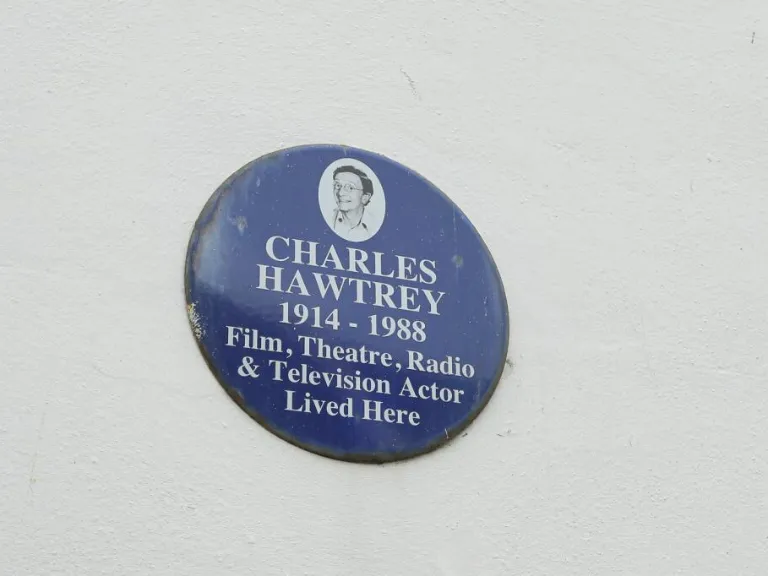 CHARLES
HAWTREY
1914 - 1988
Film, Theatre, Radio
& Television Actor
Lived Here